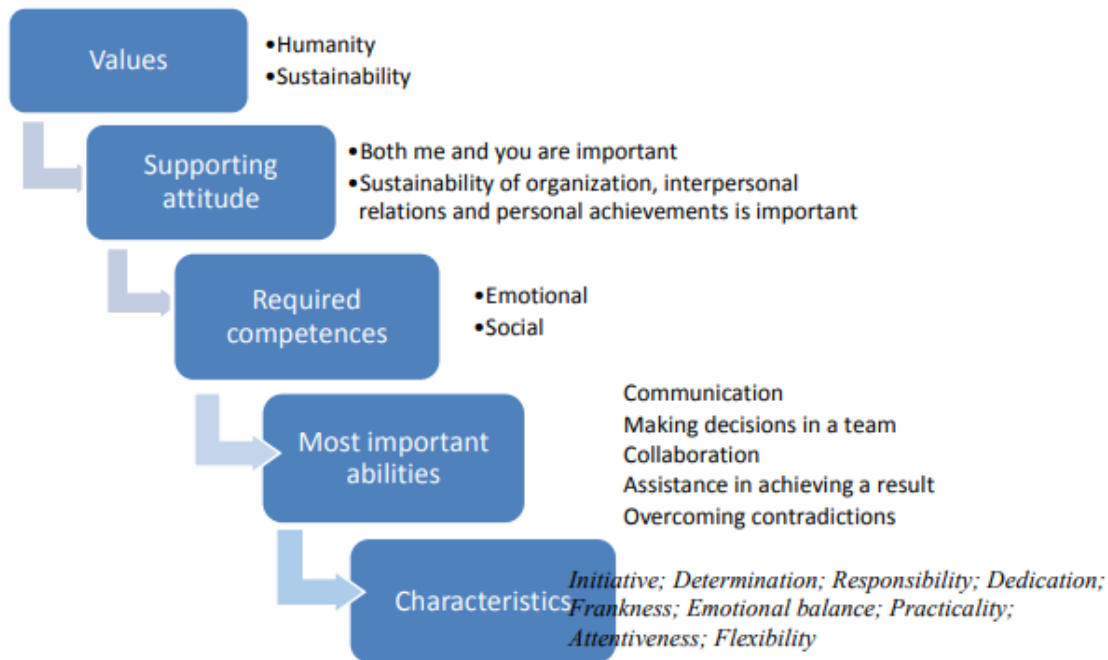 Values
•Humanity
•Sustainability
Supporting
attitude
•Both me and you are important
•Sustainability of organization, interpersonal
relations and personal achievements is important
Required
competences
•Emotional
•Social
Most important
abilities
Communication
Making decisions in a team
Collaboration
Assistance in achieving a result
Overcoming contradictions
Characteristics
Initiative; Determination; Responsibility; Dedication;
Frankness; Emotional balance; Practicality;
Attentiveness; Flexibility